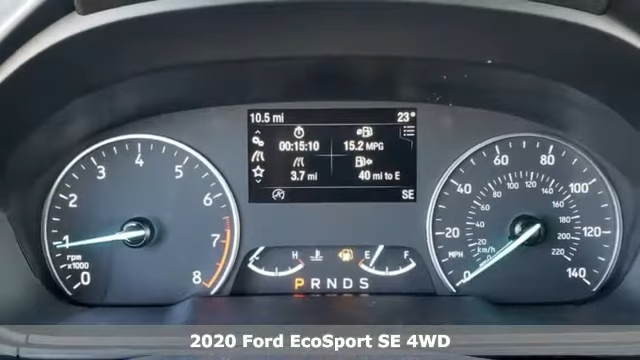 10.5 mi 23°
00:15:10 15.2 MPG
3.7 mi 40 mi to E
SE
0 1 2 3 4 5 6 7 8
rpm
x1000
H E F
P R N D S
0 20 40 60 80 100 120 140
MPH
0 20 40 60 80 100 120 140 160 180 200 220
km/h
2020 Ford EcoSport SE 4WD